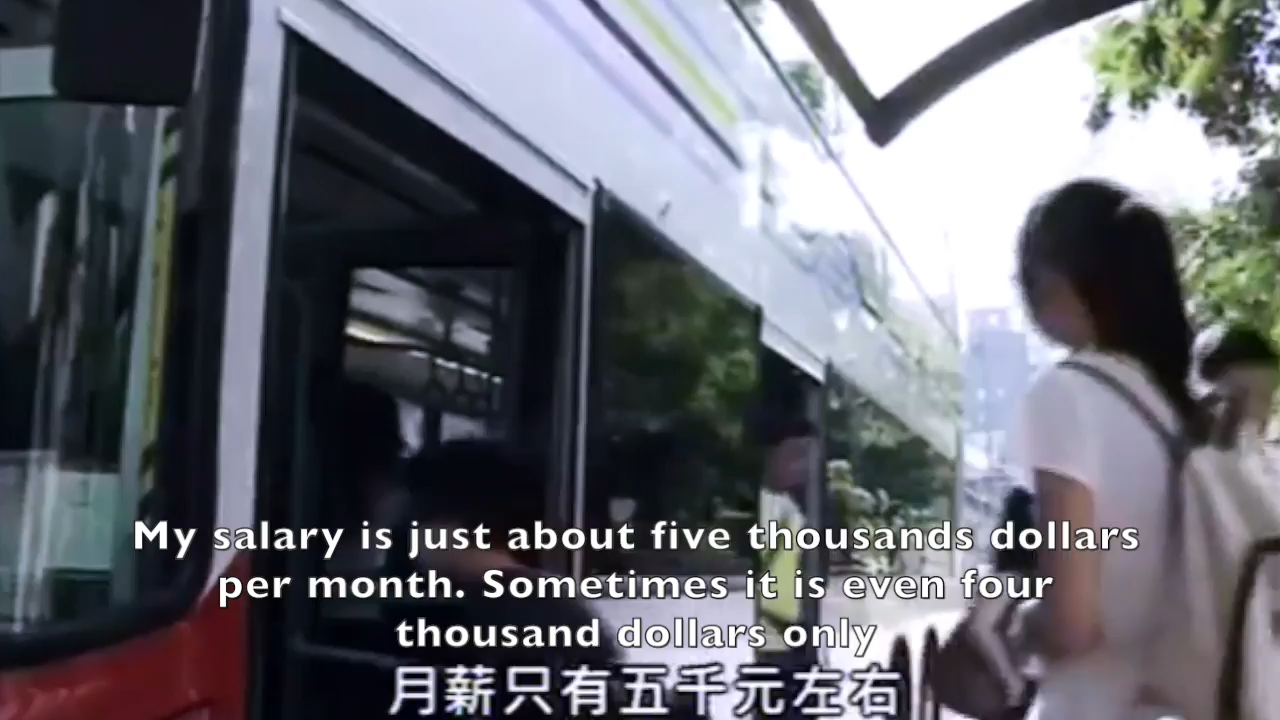 My salary is just about five thousands dollars
per month. Sometimes it is even four
thousand dollars only
月薪只有五千元左右